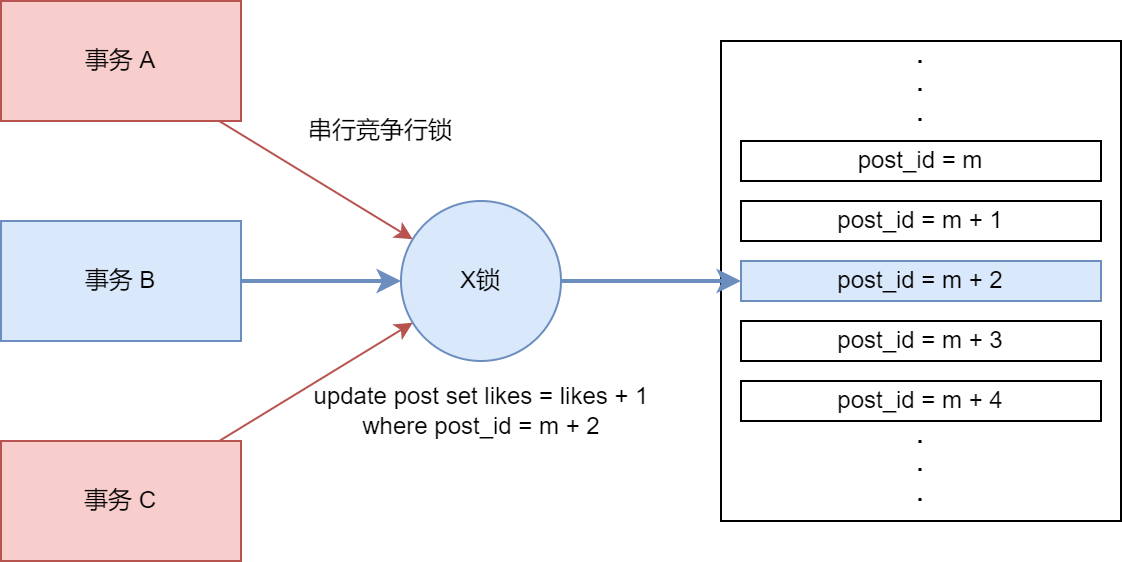 事务 A
串行竞争行锁
事务 B
X锁
update post set likes = likes + 1
where post_id = m + 2
事务 C
.
.
.
post_id = m
post_id = m + 1
post_id = m + 2
post_id = m + 3
post_id = m + 4
.
.
.